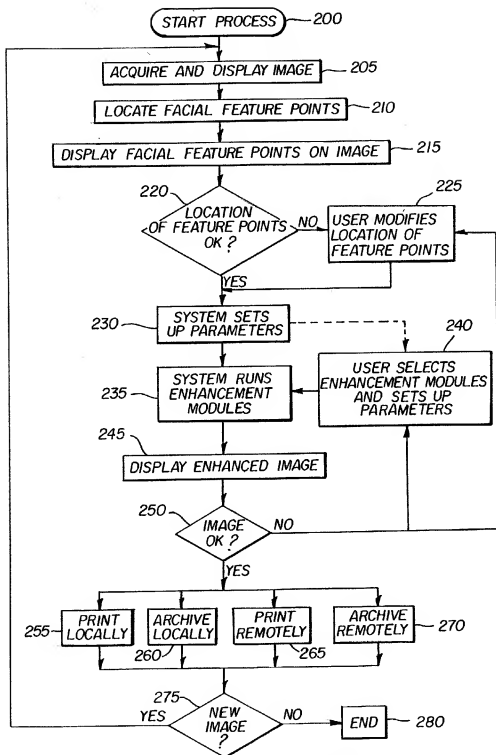 START PROCESS 200
ACQUIRE AND DISPLAY IMAGE 205
LOCATE FACIAL FEATURE POINTS 210
DISPLAY FACIAL FEATURE POINTS ON IMAGE 215
220
LOCATION
OF FEATURE POINTS
OK ?
NO
225
USER MODIFIES
LOCATION OF
FEATURE POINTS
YES
230
SYSTEM SETS
UP PARAMETERS
240
USER SELECTS
ENHANCEMENT MODULES
AND SETS UP
PARAMETERS
235
SYSTEM RUNS
ENHANCEMENT
MODULES
245
DISPLAY ENHANCED IMAGE
250
IMAGE
OK ?
NO
YES
255
PRINT
LOCALLY
ARCHIVE
LOCALLY
260
PRINT
REMOTELY
265
ARCHIVE
REMOTELY
270
275
NEW
IMAGE
?
YES
NO
END
280